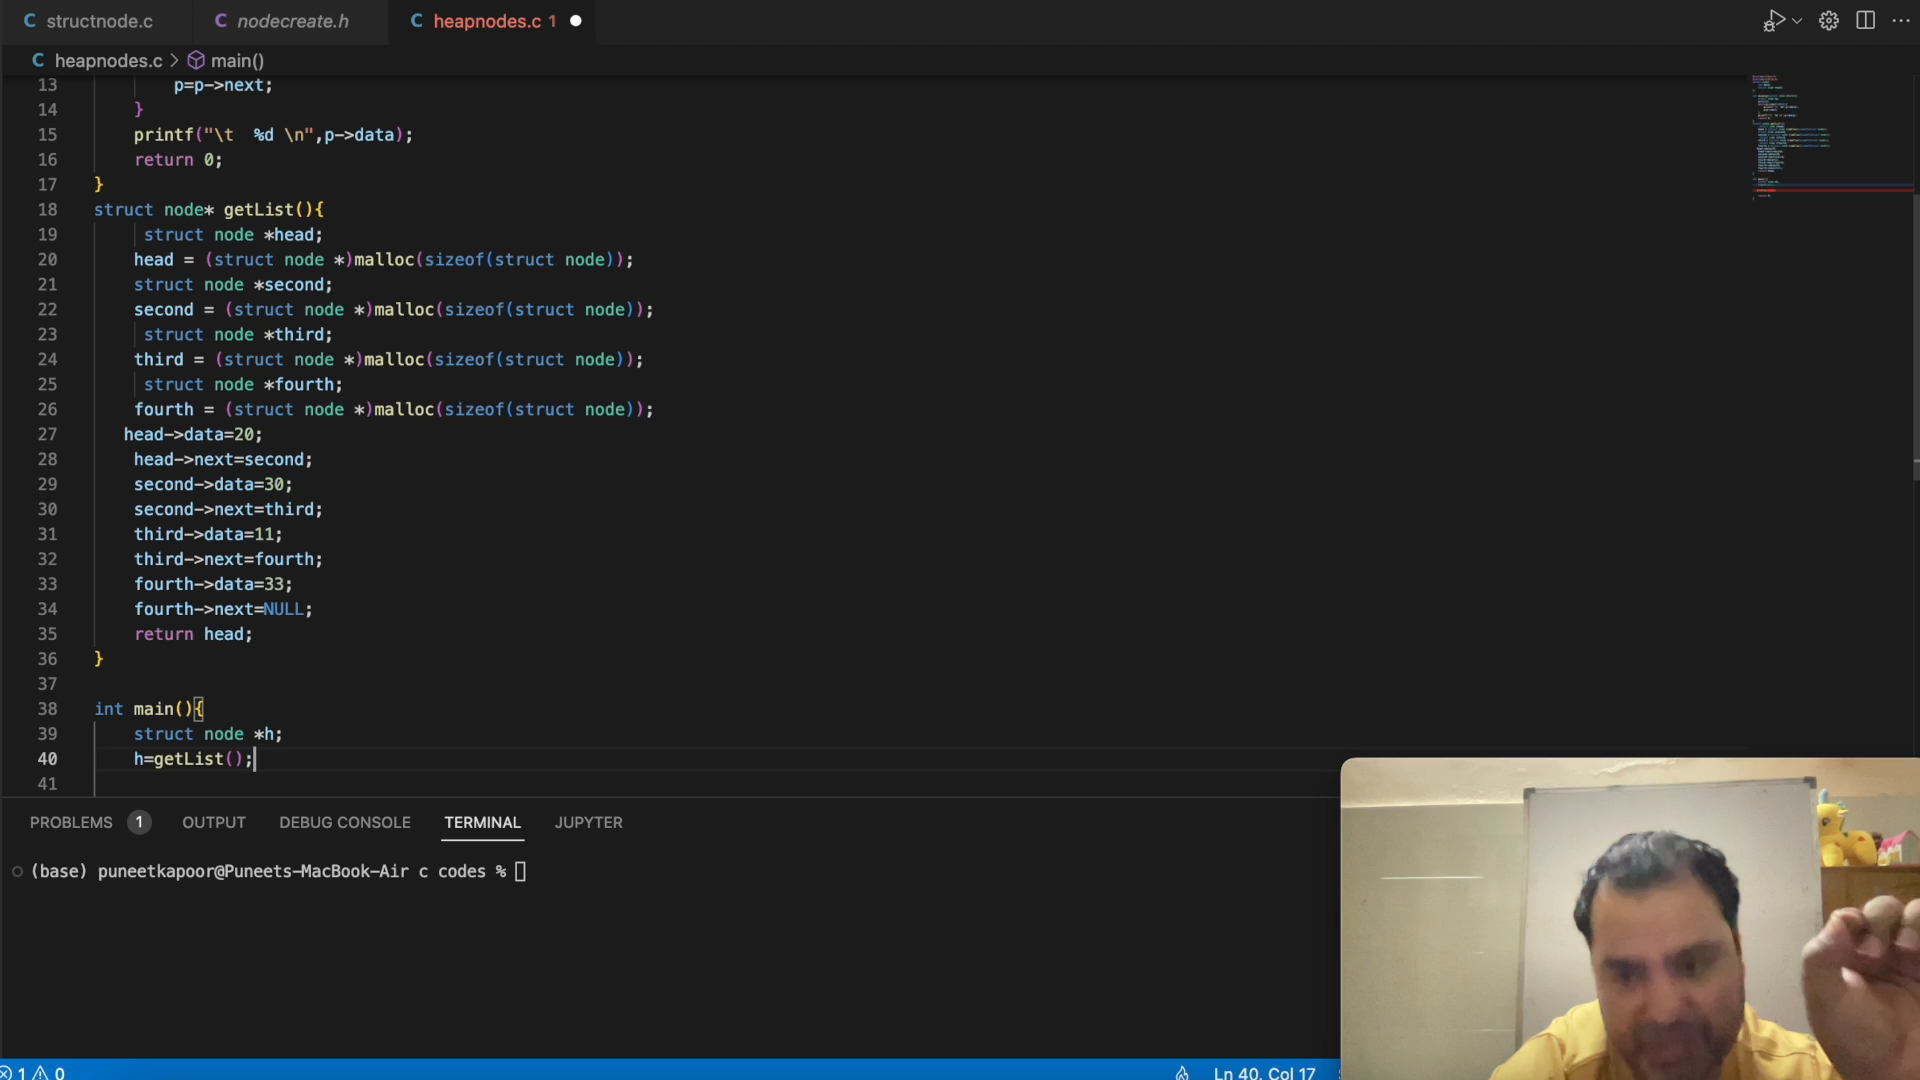 C structnode.c C nodecreate.h C heapnodes.c 1
C heapnodes.c > main()
13 p=p->next;
14 }
15 printf("\t %d \n",p->data);
16 return 0;
17 }
18 struct node* getList(){
19 struct node *head;
20 head = (struct node *)malloc(sizeof(struct node));
21 struct node *second;
22 second = (struct node *)malloc(sizeof(struct node));
23 struct node *third;
24 third = (struct node *)malloc(sizeof(struct node));
25 struct node *fourth;
26 fourth = (struct node *)malloc(sizeof(struct node));
27 head->data=20;
28 head->next=second;
29 second->data=30;
30 second->next=third;
31 third->data=11;
32 third->next=fourth;
33 fourth->data=33;
34 fourth->next=NULL;
35 return head;
36 }
37
38 int main(){
39 struct node *h;
40 h=getList();
41
PROBLEMS 1 OUTPUT DEBUG CONSOLE TERMINAL JUPYTER
(base) puneetkapoor@Puneets-MacBook-Air c codes %
1 0 Ln 40, Col 17